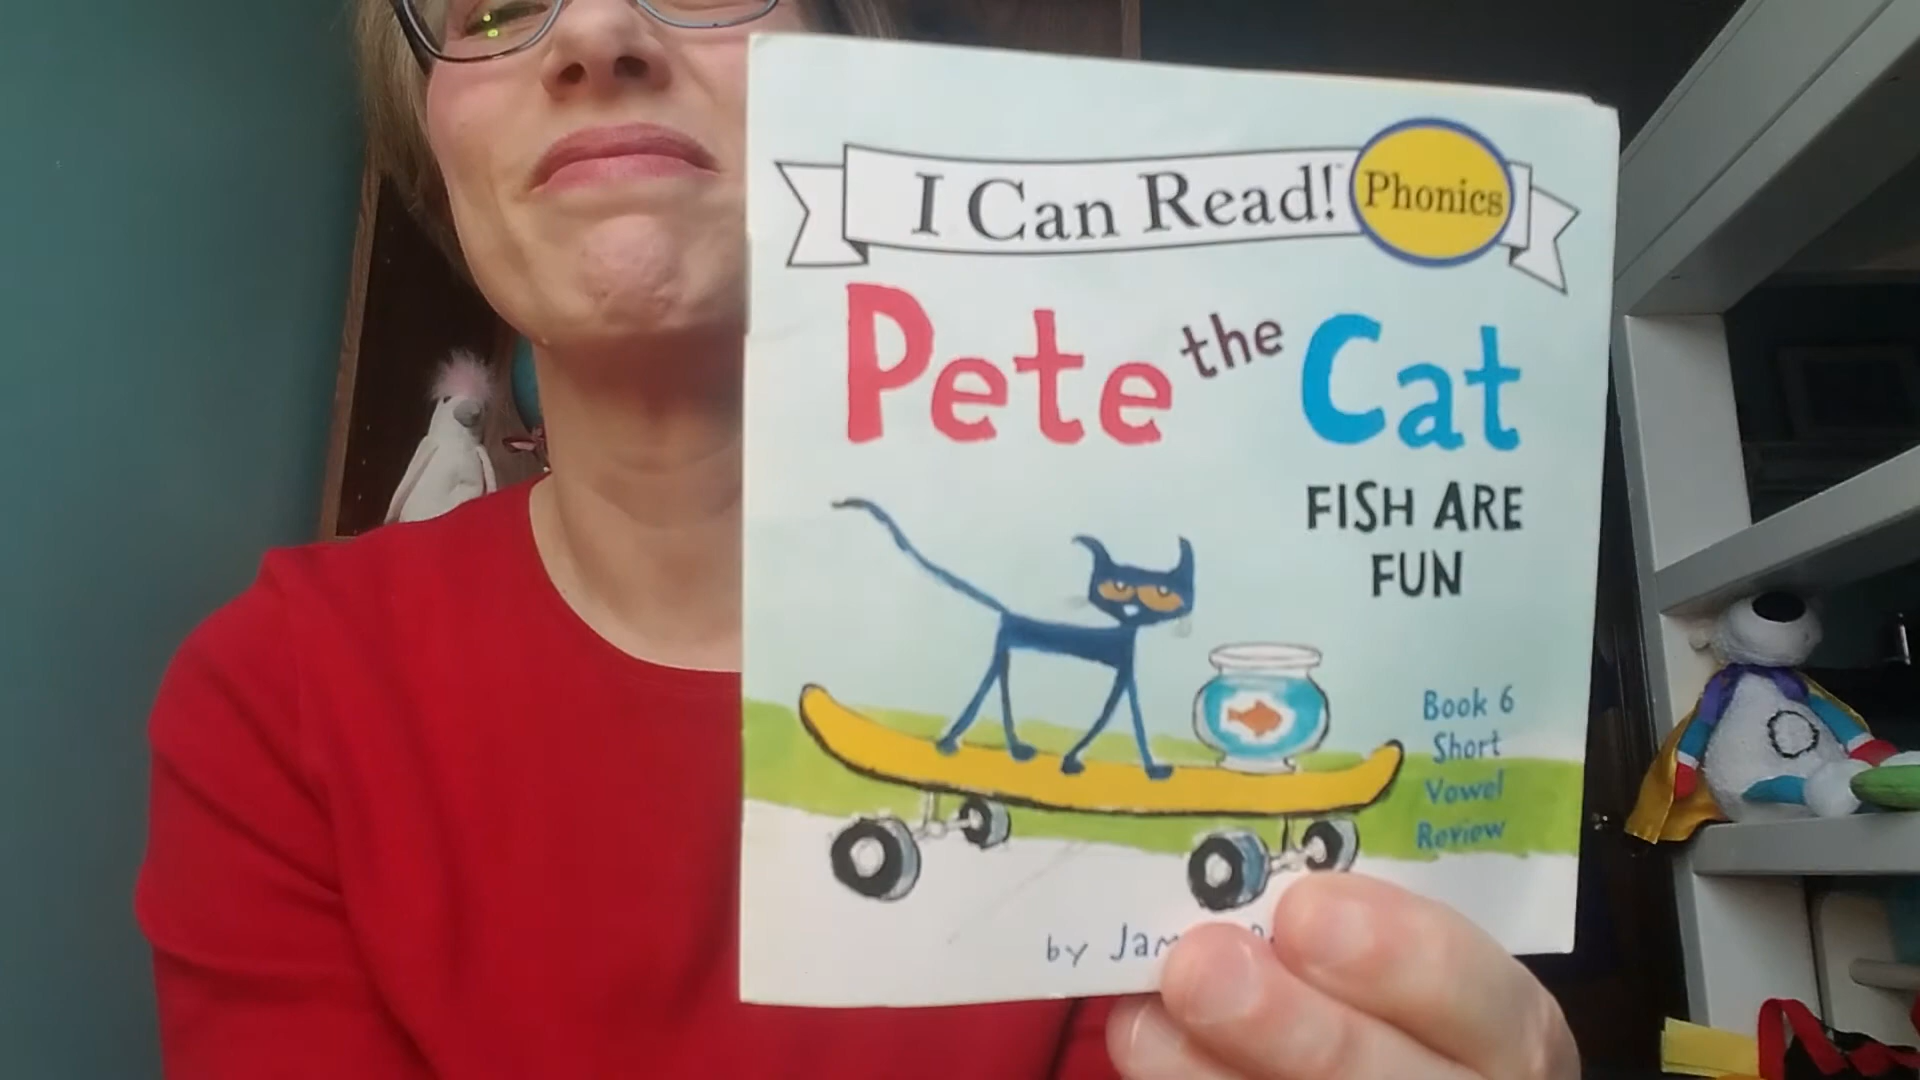 I Can Read!
Phonics
Pete the Cat
FISH ARE
FUN
Book 6
Short
Vowel
Review
by